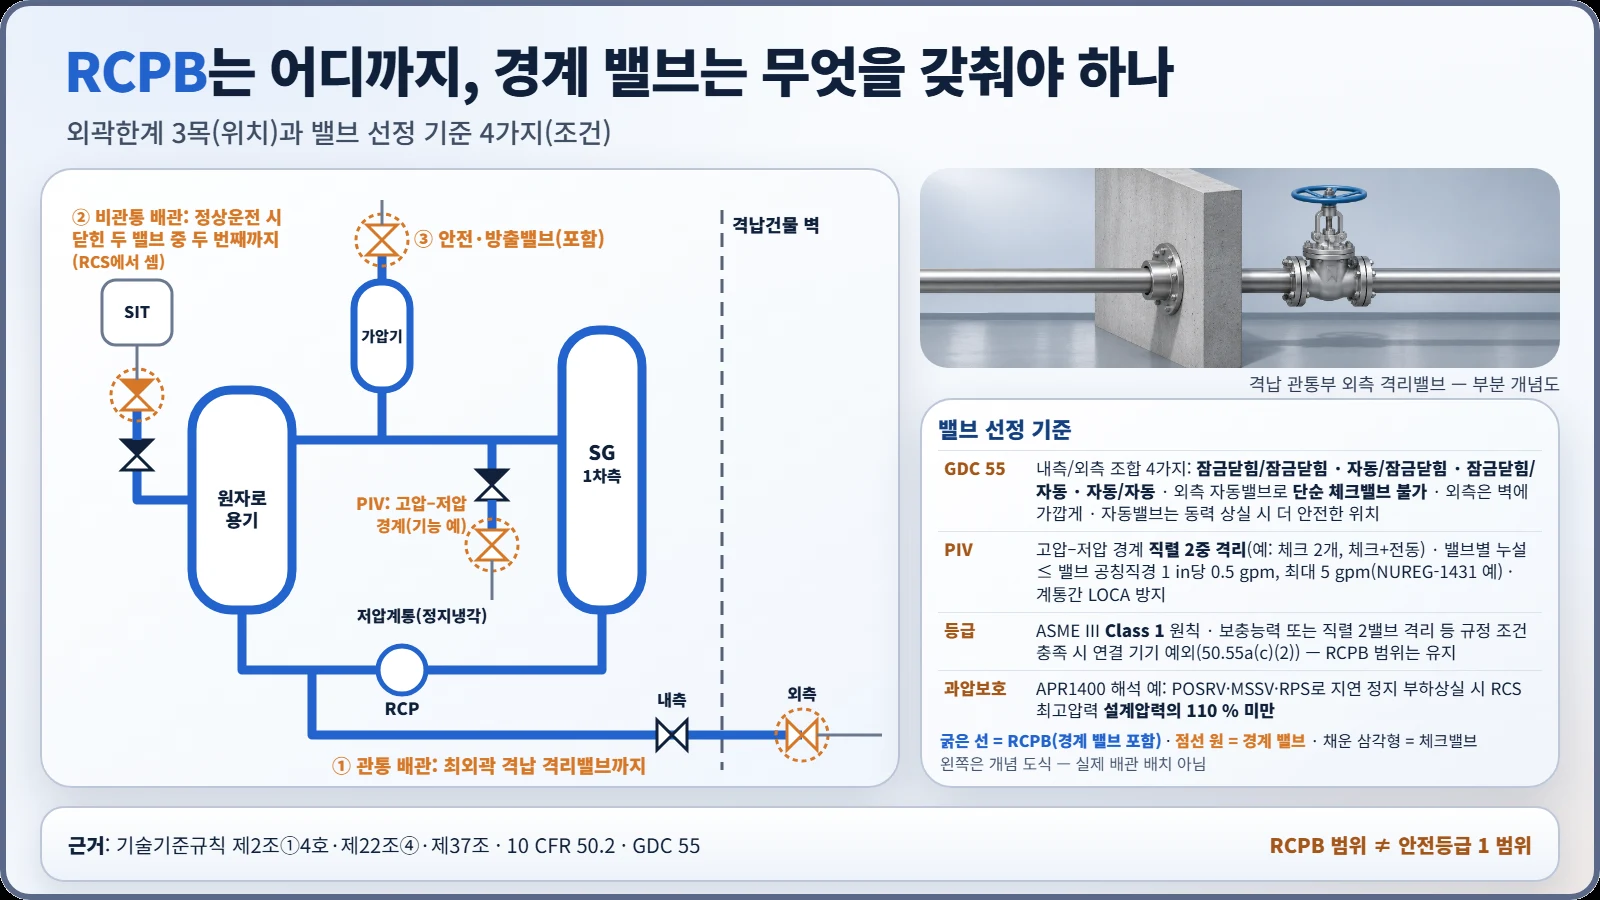 RCPB는 어디까지, 경계 밸브는 무엇을 갖춰야 하나
외곽한계 3목(위치)과 밸브 선정 기준 4가지(조건)
② 비관통 배관: 정상운전 시
닫힌 두 밸브 중 두 번째까지
(RCS에서 셈)
③ 안전·방출밸브(포함)
격납건물 벽
SIT
가압기
SG
1차측
원자로
용기
PIV: 고압–저압
경계(기능 예)
저압계통(정지냉각)
RCP
내측
외측
① 관통 배관: 최외곽 격납 격리밸브까지
격납 관통부 외측 격리밸브 — 부분 개념도
밸브 선정 기준
GDC 55
내측/외측 조합 4가지: 잠금닫힘/잠금닫힘 · 자동/잠금닫힘 · 잠금닫힘/
자동 · 자동/자동 · 외측 자동밸브로 단순 체크밸브 불가 · 외측은 벽에
가깝게 · 자동밸브는 동력 상실 시 더 안전한 위치
PIV
고압–저압 경계 직렬 2중 격리(예: 체크 2개, 체크+전동) · 밸브별 누설
≤ 밸브 공칭직경 1 in당 0.5 gpm, 최대 5 gpm(NUREG-1431 예) ·
계통간 LOCA 방지
등급
ASME III Class 1 원칙 · 보충능력 또는 직렬 2밸브 격리 등 규정 조건
충족 시 연결 기기 예외(50.55a(c)(2)) — RCPB 범위는 유지
과압보호
APR1400 해석 예: POSRV·MSSV·RPS로 지연 정지 부하상실 시 RCS
최고압력 설계압력의 110 % 미만
굵은 선 = RCPB(경계 밸브 포함) · 점선 원 = 경계 밸브 · 채운 삼각형 = 체크밸브
왼쪽은 개념 도식 — 실제 배관 배치 아님
근거: 기술기준규칙 제2조①4호·제22조④·제37조 · 10 CFR 50.2 · GDC 55
RCPB 범위 ≠ 안전등급 1 범위